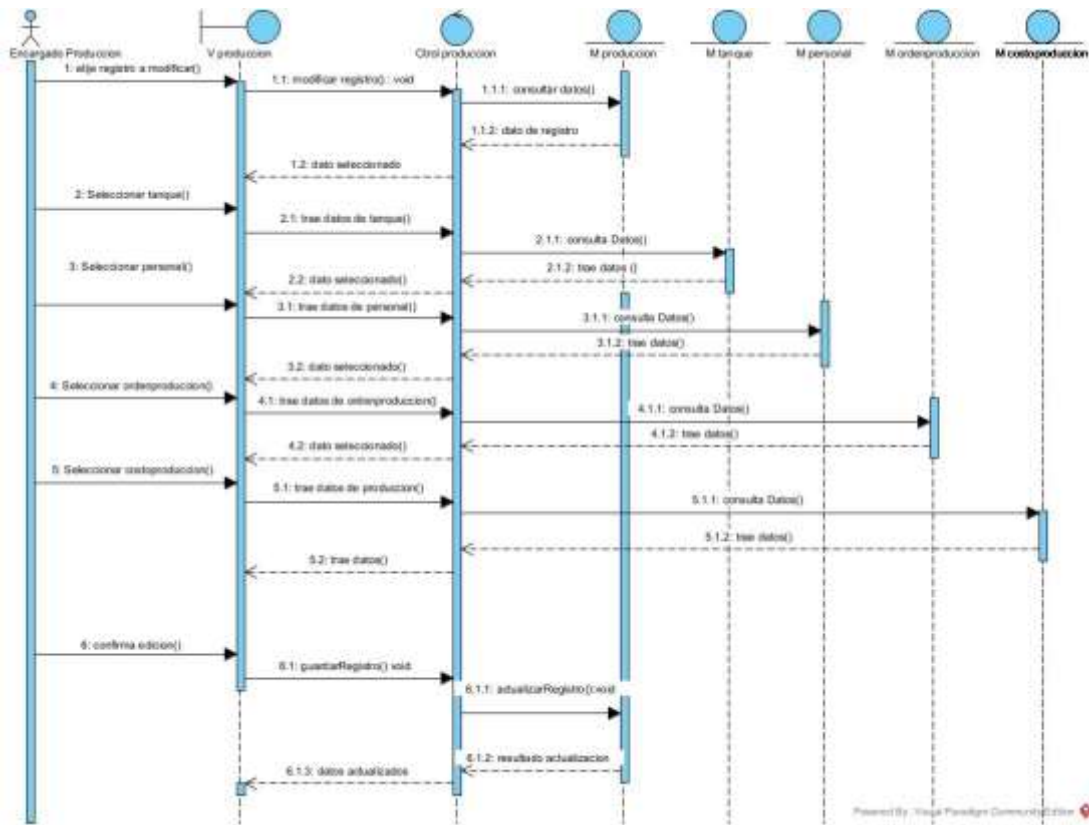 Encargado Produccion
V produccion
Ctrol produccion
M produccion
M tanque
M personal
M ordenproduccion
M costoproduccion
1: elije registro a modificar()
1.1: modificar registro() : void
1.1.1: consultar datos()
1.1.2: dato de registro
1.2: dato seleccionado
2: Seleccionar tanque()
2.1: trae datos de tanque()
2.1.1: consulta Datos()
2.1.2: trae datos ()
2.2: dato seleccionado()
3: Seleccionar personal()
3.1: trae datos de personal()
3.1.1: consulta Datos()
3.1.2: trae datos()
3.2: dato seleccionado()
4: Seleccionar ordenproduccion()
4.1: trae datos de ordenproduccion()
4.1.1: consulta Datos()
4.1.2: trae datos()
4.2: dato seleccionado()
5: Seleccionar costoproduccion()
5.1: trae datos de produccion()
5.1.1: consulta Datos()
5.1.2: trae datos()
5.2: trae datos()
6: confirma edicion()
6.1: guardarRegistro() void
6.1.1: actualizarRegistro():void
6.1.2: resultado actualizacion
6.1.3: datos actualizados
Powered By Visual Paradigm Community Edition